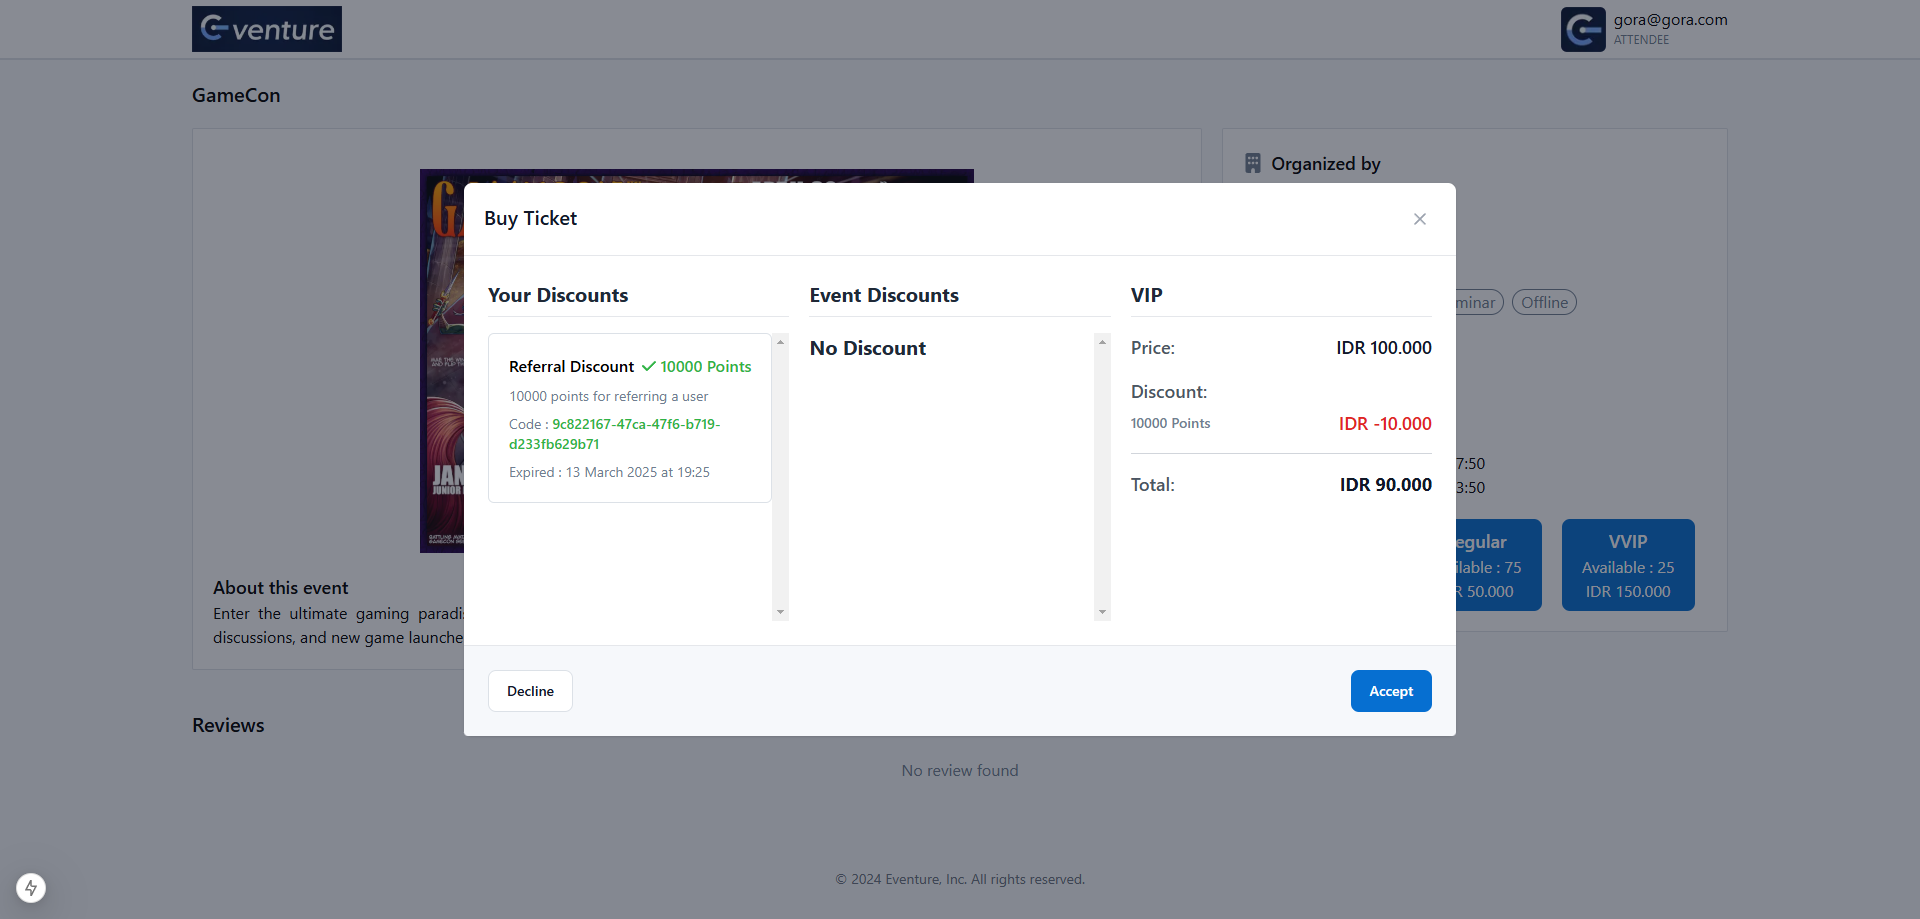 venture
gora@gora.com
ATTENDEE
GameCon
Organized by
Buy Ticket
Your Discounts
Event Discounts
VIP
Referral Discount 10000 Points
10000 points for referring a user
Code : 9c822167-47ca-47f6-b719-
d233fb629b71
Expired : 13 March 2025 at 19:25
No Discount
Price: IDR 100.000
Discount:
10000 Points IDR -10.000
Total: IDR 90.000
Decline
Accept
minar
Offline
7:50
3:50
egular
ilable : 75
R 50.000
VVIP
Available : 25
IDR 150.000
JAN
JUNIOR
About this event
Enter the ultimate gaming paradis
discussions, and new game launche
Reviews
No review found
© 2024 Eventure, Inc. All rights reserved.